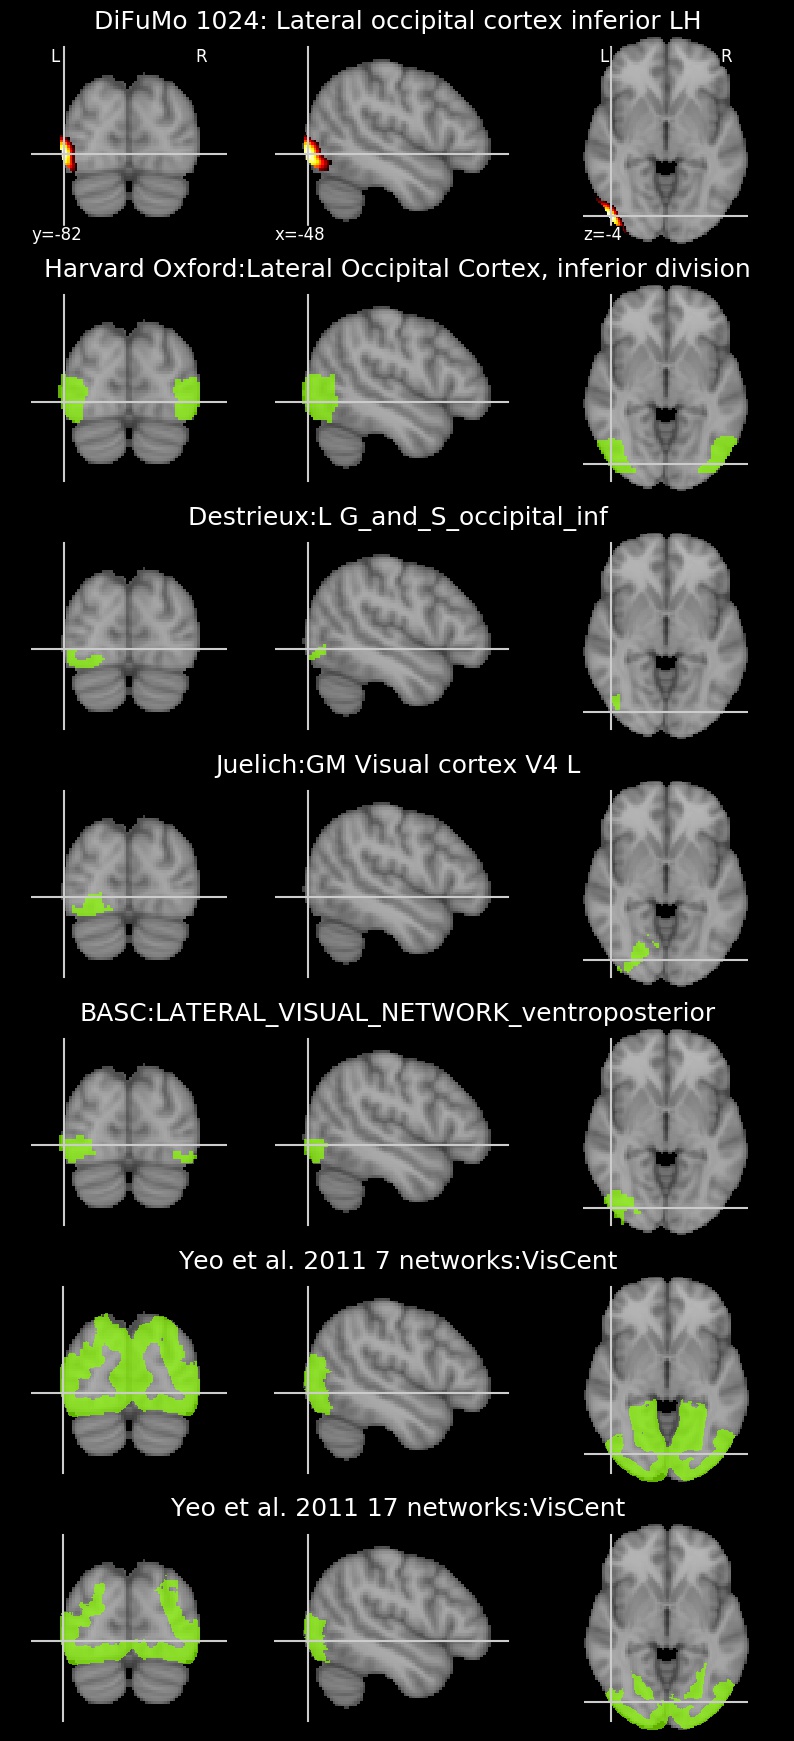 DiFuMo 1024: Lateral occipital cortex inferior LH
L R L R
y=-82 x=-48 z=-4
Harvard Oxford:Lateral Occipital Cortex, inferior division
Destrieux:L G_and_S_occipital_inf
Juelich:GM Visual cortex V4 L
BASC:LATERAL_VISUAL_NETWORK_ventroposterior
Yeo et al. 2011 7 networks:VisCent
Yeo et al. 2011 17 networks:VisCent